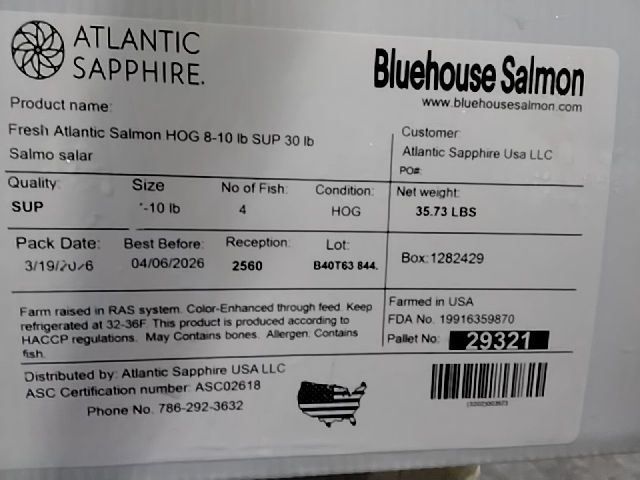 ATLANTIC
SAPPHIRE.
Bluehouse Salmon
www.bluehousesalmon.com
Product name:
Fresh Atlantic Salmon HOG 8-10 lb SUP 30 lb
Salmo salar
Customer
Atlantic Sapphire Usa LLC
PO#:
Quality:
SUP
Size
-10 lb
No of Fish:
4
Condition:
HOG
Net weight:
35.73 LBS
Pack Date:
Best Before:
04/06/2026
Reception:
2560
Lot:
B40T63 844.
Box:1282429
Farm raised in RAS system. Color-Enhanced through feed. Keep
refrigerated at 32-36F. This product is produced according to
HACCP regulations. May Contains bones. Allergen: Contains
fish.
Farmed in USA
FDA No. 19916359870
Pallet No: 29321
Distributed by: Atlantic Sapphire USA LLC
ASC Certification number: ASC02618
Phone No. 786-292-3632